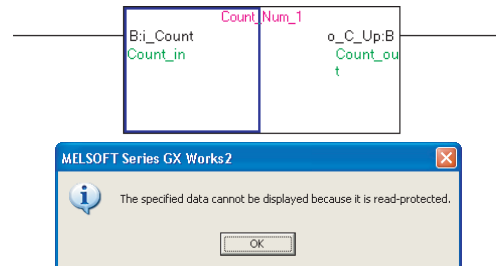 Count_Num_1
B:i_Count o_C_Up:B
Count_in Count_ou
t
MELSOFT Series GX Works2
The specified data cannot be displayed because it is read-protected.
OK